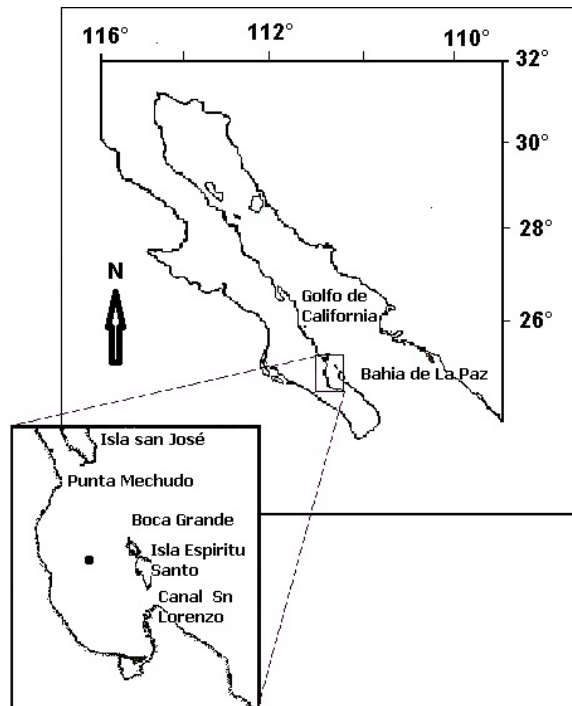 116°
112°
110°
32°
30°
28°
26°
N
Golfo de
California
Bahia de La Paz
Isla san José
Punta Mechudo
Boca Grande
Isla Espiritu
Santo
Canal Sn
Lorenzo